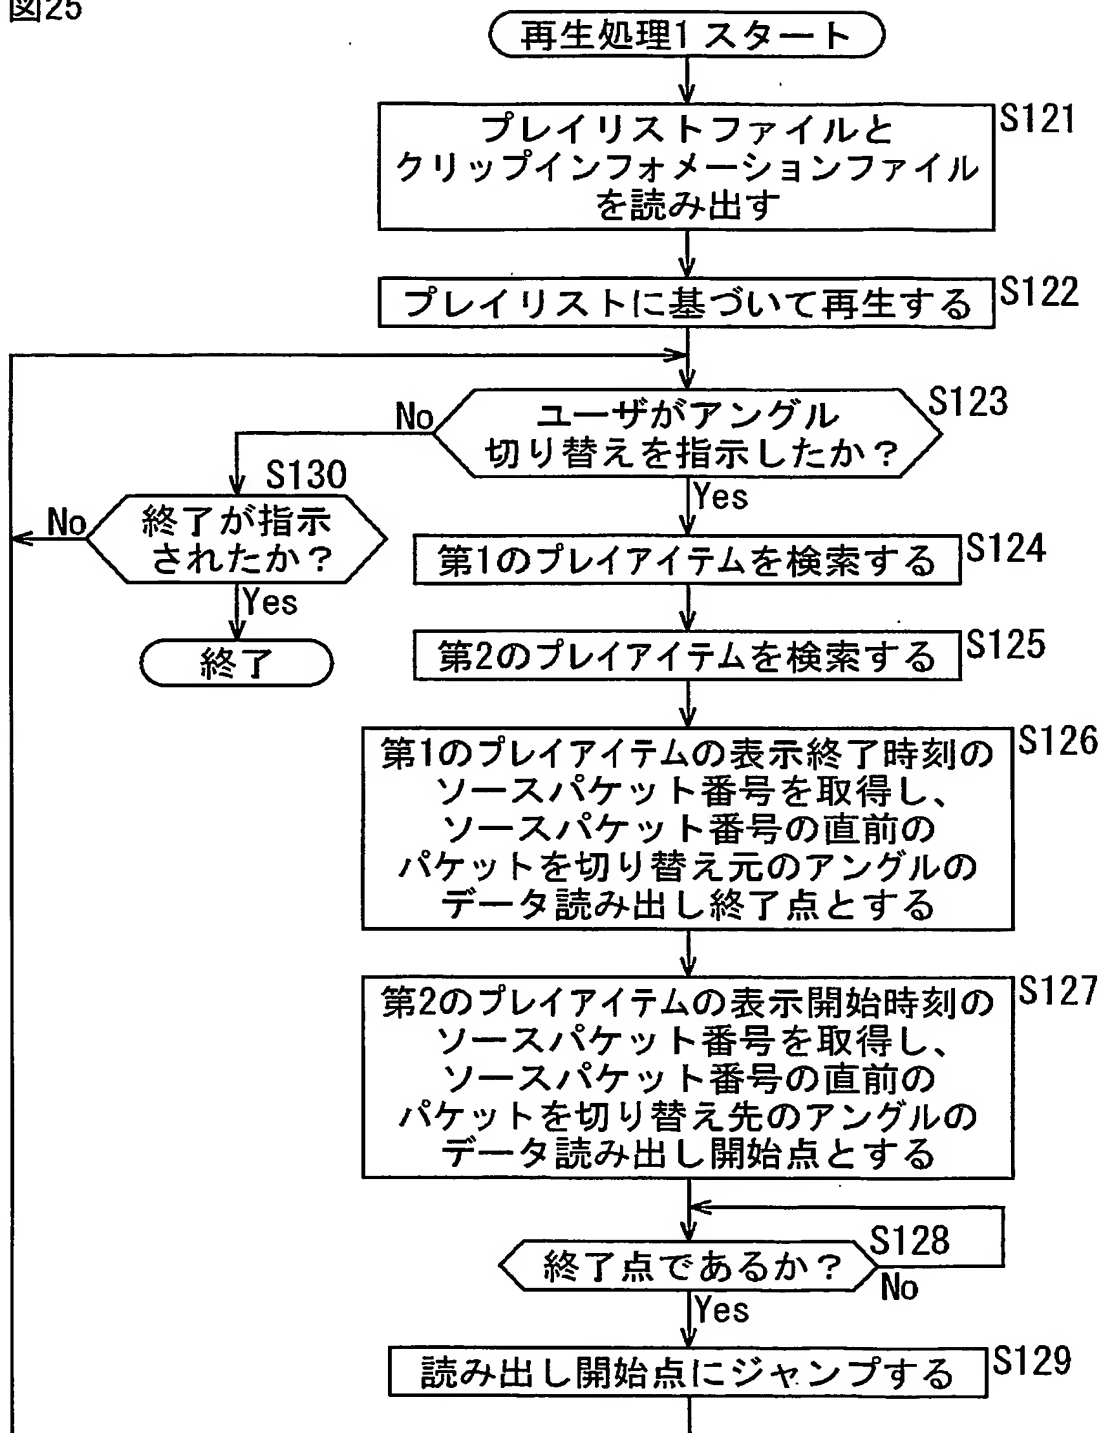 図25
再生処理1 スタート
S121
プレイリストファイルと
クリップインフォメーションファイル
を読み出す
S122
プレイリストに基づいて再生する
S123
ユーザがアングル
切り替えを指示したか?
No
Yes
S130
終了が指示
されたか?
No
Yes
終了
S124
第1のプレイアイテムを検索する
S125
第2のプレイアイテムを検索する
S126
第1のプレイアイテムの表示終了時刻の
ソースパケット番号を取得し、
ソースパケット番号の直前の
パケットを切り替え元のアングルの
データ読み出し終了点とする
S127
第2のプレイアイテムの表示開始時刻の
ソースパケット番号を取得し、
ソースパケット番号の直前の
パケットを切り替え先のアングルの
データ読み出し開始点とする
S128
終了点であるか?
No
Yes
S129
読み出し開始点にジャンプする